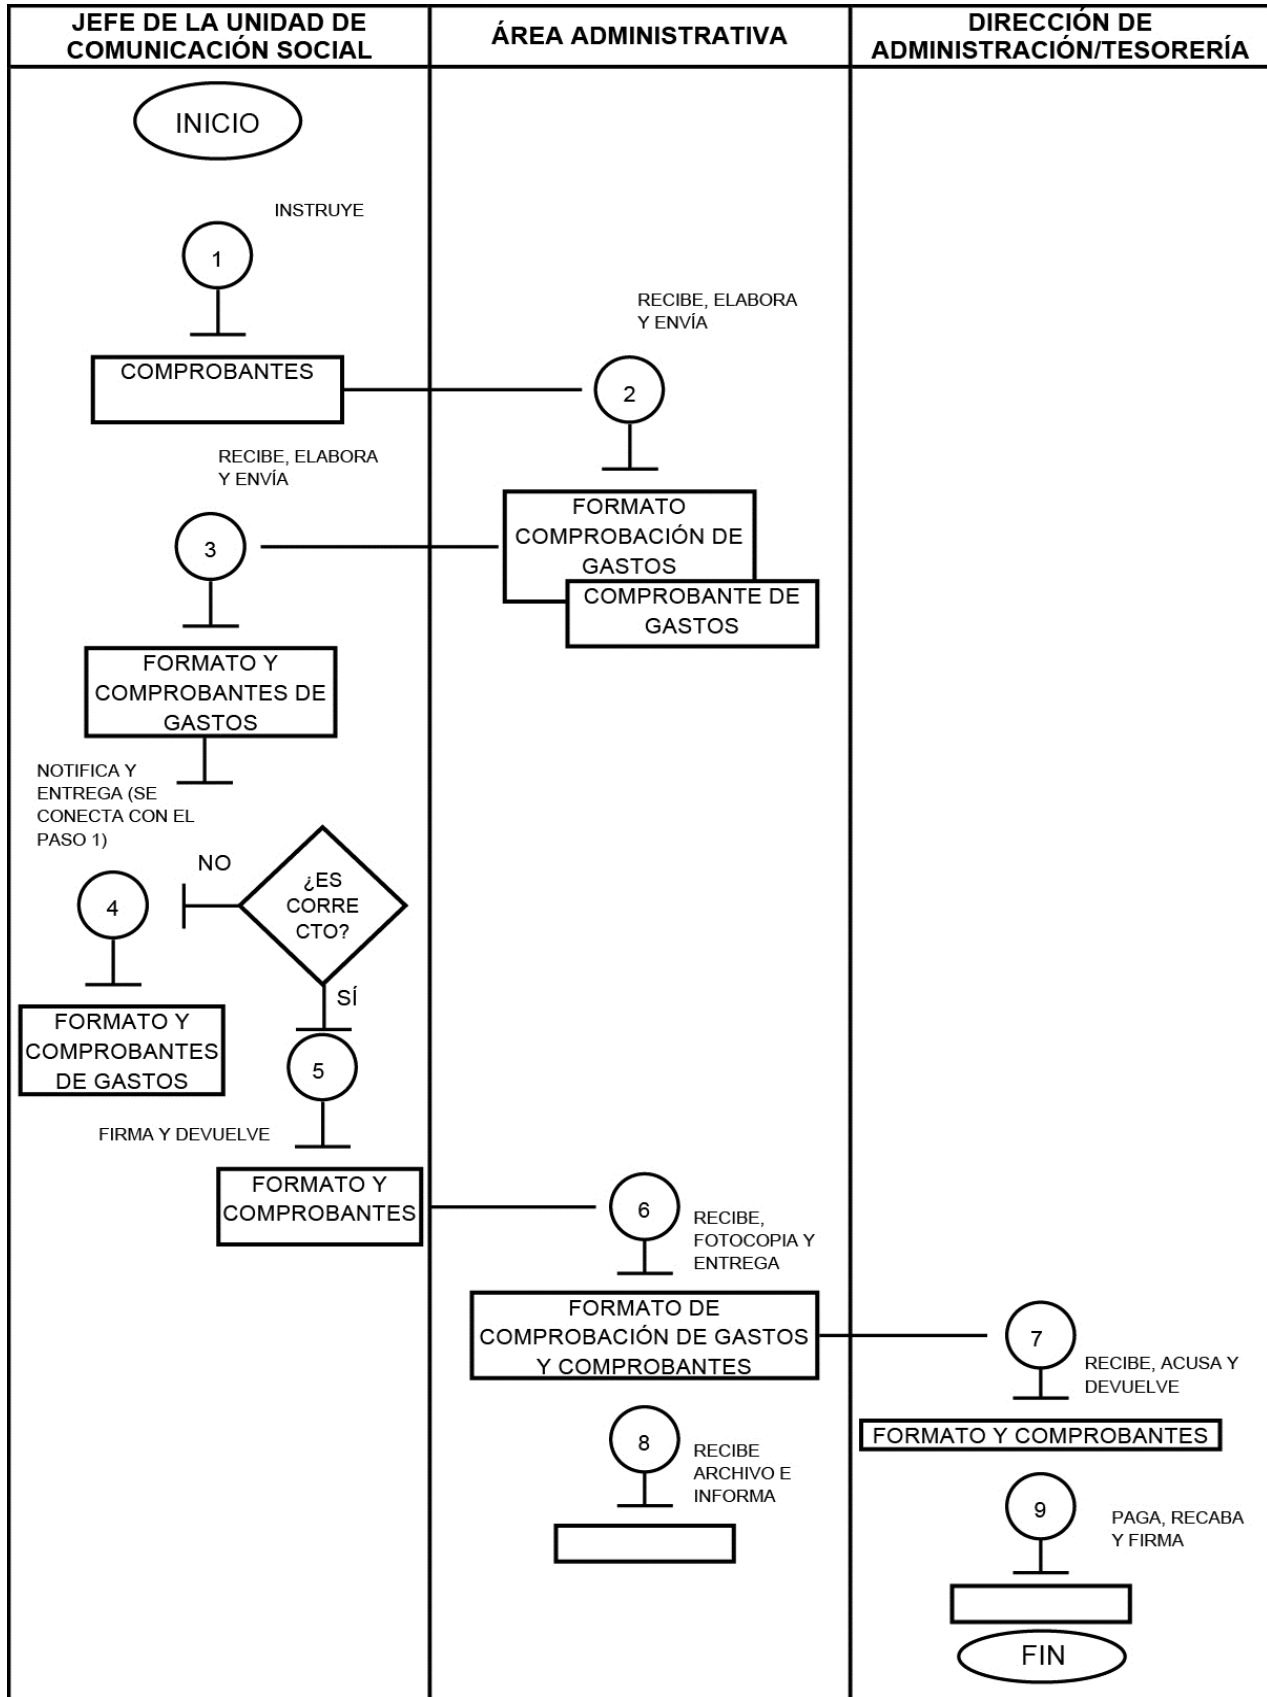 JEFE DE LA UNIDAD DE
COMUNICACIÓN SOCIAL
ÁREA ADMINISTRATIVA
DIRECCIÓN DE
ADMINISTRACIÓN/TESORERÍA
INICIO
INSTRUYE
1
COMPROBANTES
RECIBE, ELABORA
Y ENVÍA
2
FORMATO
COMPROBACIÓN DE
GASTOS
COMPROBANTE DE
GASTOS
RECIBE, ELABORA
Y ENVÍA
3
FORMATO Y
COMPROBANTES DE
GASTOS
NOTIFICA Y
ENTREGA (SE
CONECTA CON EL
PASO 1)
NO
¿ES
CORRE
CTO?
4
FORMATO Y
COMPROBANTES
DE GASTOS
SÍ
5
FIRMA Y DEVUELVE
FORMATO Y
COMPROBANTES
6
RECIBE,
FOTOCOPIA Y
ENTREGA
FORMATO DE
COMPROBACIÓN DE GASTOS
Y COMPROBANTES
7
RECIBE, ACUSA Y
DEVUELVE
FORMATO Y COMPROBANTES
8
RECIBE
ARCHIVO E
INFORMA
9
PAGA, RECABA
Y FIRMA
FIN